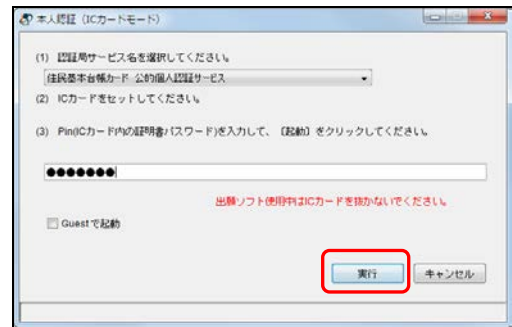 本人認証（ICカードモード）
(1) 認証局サービス名を選択してください。
住民基本台帳カード 公的個人認証サービス
(2) ICカードをセットしてください。
(3) Pin(ICカード内の証明書パスワード)を入力して、［起動］をクリックしてください。
●●●●●●●
出願ソフト使用中はICカードを抜かないでください。
Guestで起動
実行 キャンセル